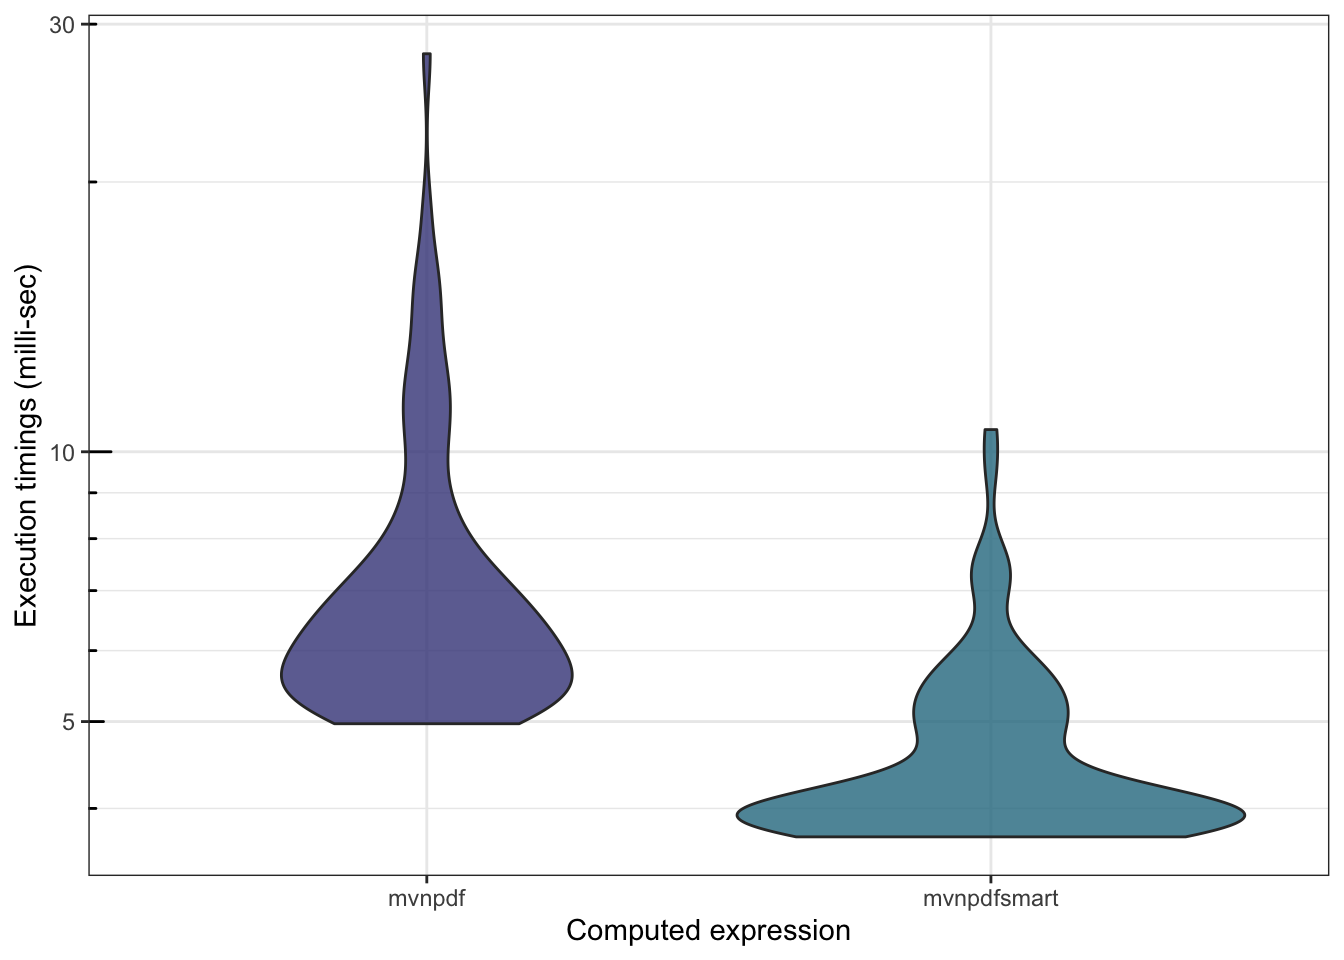 30
10
5
Execution timings (milli-sec)
mvnpdf
mvnpdfsmart
Computed expression